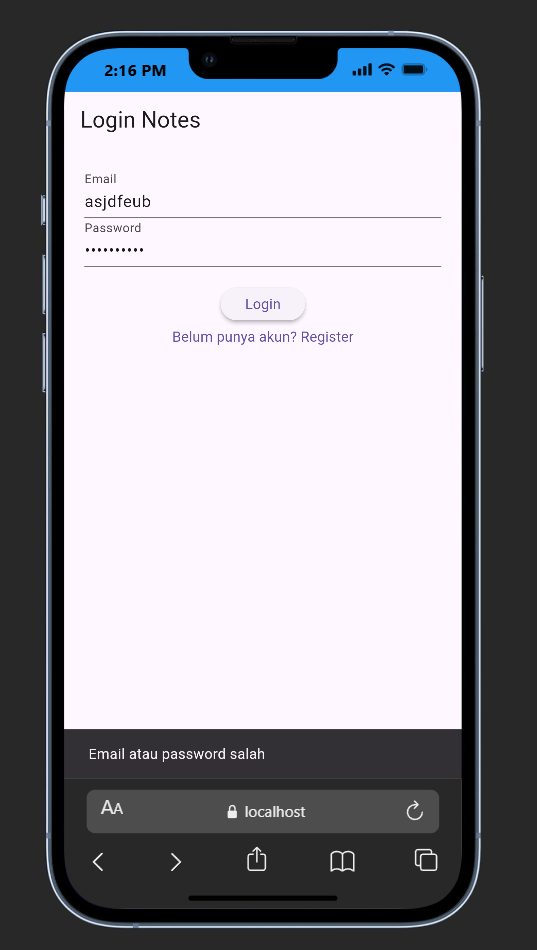 2:16 PM
Login Notes
Email
asjdfeub
Password
••••••••••
Login
Belum punya akun? Register
Email atau password salah
AA
localhost